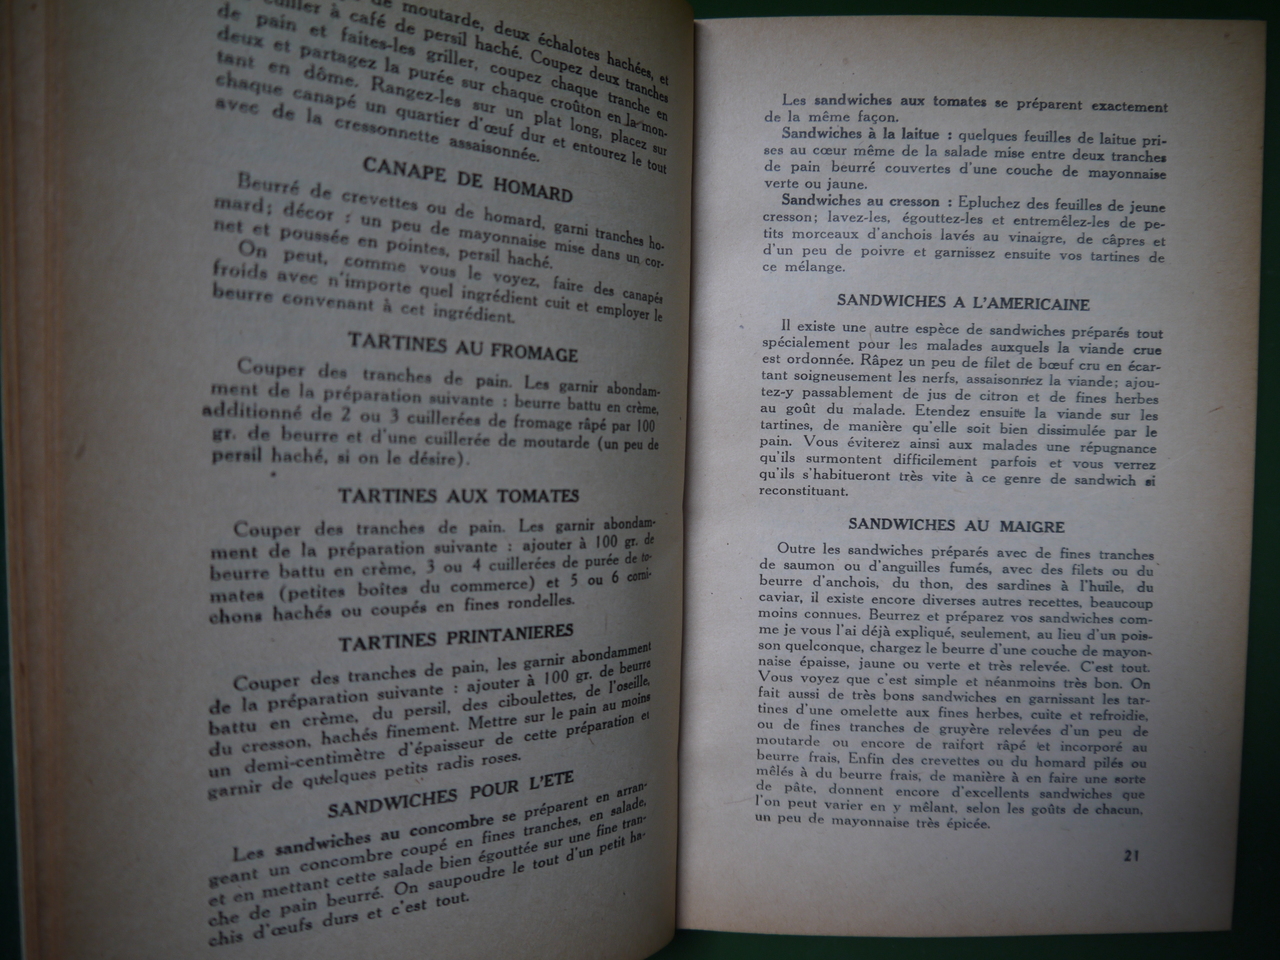 de moutarde, deux échalotes hachées, et
cuiller à café de persil haché. Coupez deux tranches
de pain et faites-les griller, coupez chaque tranche en
deux et partagez la purée sur chaque croûton en la mon-
tant en dôme. Rangez-les sur un plat long, placez sur
chaque canapé un quartier d'œuf dur et entourez le tout
avec de la cressonnette assaisonnée.
CANAPE DE HOMARD
Beurré de crevettes ou de homard, garni tranches ho-
mard; décor : un peu de mayonnaise mise dans un cor-
net et poussée en pointes, persil haché.
On peut, comme vous le voyez, faire des canapés
froids avec n'importe quel ingrédient cuit et employer le
beurre convenant à cet ingrédient.
TARTINES AU FROMAGE
Couper des tranches de pain. Les garnir abondam-
ment de la préparation suivante : beurre battu en crème,
additionné de 2 ou 3 cuillerées de fromage râpé par 100
gr. de beurre et d'une cuillerée de moutarde (un peu de
persil haché, si on le désire).
TARTINES AUX TOMATES
Couper des tranches de pain. Les garnir abondam-
ment de la préparation suivante : ajouter à 100 gr. de
beurre battu en crème, 3 ou 4 cuillerées de purée de to-
mates (petites boîtes du commerce) et 5 ou 6 corni-
chons hachés ou coupés en fines rondelles.
TARTINES PRINTANIERES
Couper des tranches de pain, les garnir abondamment
de la préparation suivante : ajouter à 100 gr. de beurre
battu en crème, du persil, des ciboulettes, de l'oseille,
du cresson, hachés finement. Mettre sur le pain au moins
un demi-centimètre d'épaisseur de cette préparation et
garnir de quelques petits radis roses.
SANDWICHES POUR L'ETE
Les sandwiches au concombre se préparent en arran-
geant un concombre coupé en fines tranches, en salade,
et en mettant cette salade bien égouttée sur une fine tran-
che de pain beurré. On saupoudre le tout d'un petit ha-
chis d'œufs durs et c'est tout.
Les sandwiches aux tomates se préparent exactement
de la même façon.
Sandwiches à la laitue : quelques feuilles de laitue pri-
ses au cœur même de la salade mise entre deux tranches
de pain beurré couvertes d'une couche de mayonnaise
verte ou jaune.
Sandwiches au cresson : Epluchez des feuilles de jeune
cresson; lavez-les, égouttez-les et entremêlez-les de pe-
tits morceaux d'anchois lavés au vinaigre, de câpres et
d'un peu de poivre et garnissez ensuite vos tartines de
ce mélange.
SANDWICHES A L'AMERICAINE
Il existe une autre espèce de sandwiches préparés tout
spécialement pour les malades auxquels la viande crue
est ordonnée. Râpez un peu de filet de bœuf cru en écar-
tant soigneusement les nerfs, assaisonnez la viande; ajou-
tez-y passablement de jus de citron et de fines herbes
au goût du malade. Etendez ensuite la viande sur les
tartines, de manière qu'elle soit bien dissimulée par le
pain. Vous éviterez ainsi aux malades une répugnance
qu'ils surmontent difficilement parfois et vous verrez
qu'ils s'habitueront très vite à ce genre de sandwich si
reconstituant.
SANDWICHES AU MAIGRE
Outre les sandwiches préparés avec de fines tranches
de saumon ou d'anguilles fumés, avec des filets ou du
beurre d'anchois, du thon, des sardines à l'huile, du
caviar, il existe encore diverses autres recettes, beaucoup
moins connues. Beurrez et préparez vos sandwiches com-
me je vous l'ai déjà expliqué, seulement, au lieu d'un pois-
son quelconque, chargez le beurre d'une couche de mayon-
naise épaisse, jaune ou verte et très relevée. C'est tout.
Vous voyez que c'est simple et néanmoins très bon. On
fait aussi de très bons sandwiches en garnissant les tar-
tines d'une omelette aux fines herbes, cuite et refroidie,
ou de fines tranches de gruyère relevées d'un peu de
moutarde ou encore de raifort râpé et incorporé au
beurre frais. Enfin des crevettes ou du homard pilés ou
mêlés à du beurre frais, de manière à en faire une sorte
de pâte, donnent encore d'excellents sandwiches que
l'on peut varier en y mêlant, selon les goûts de chacun,
un peu de mayonnaise très épicée.
21